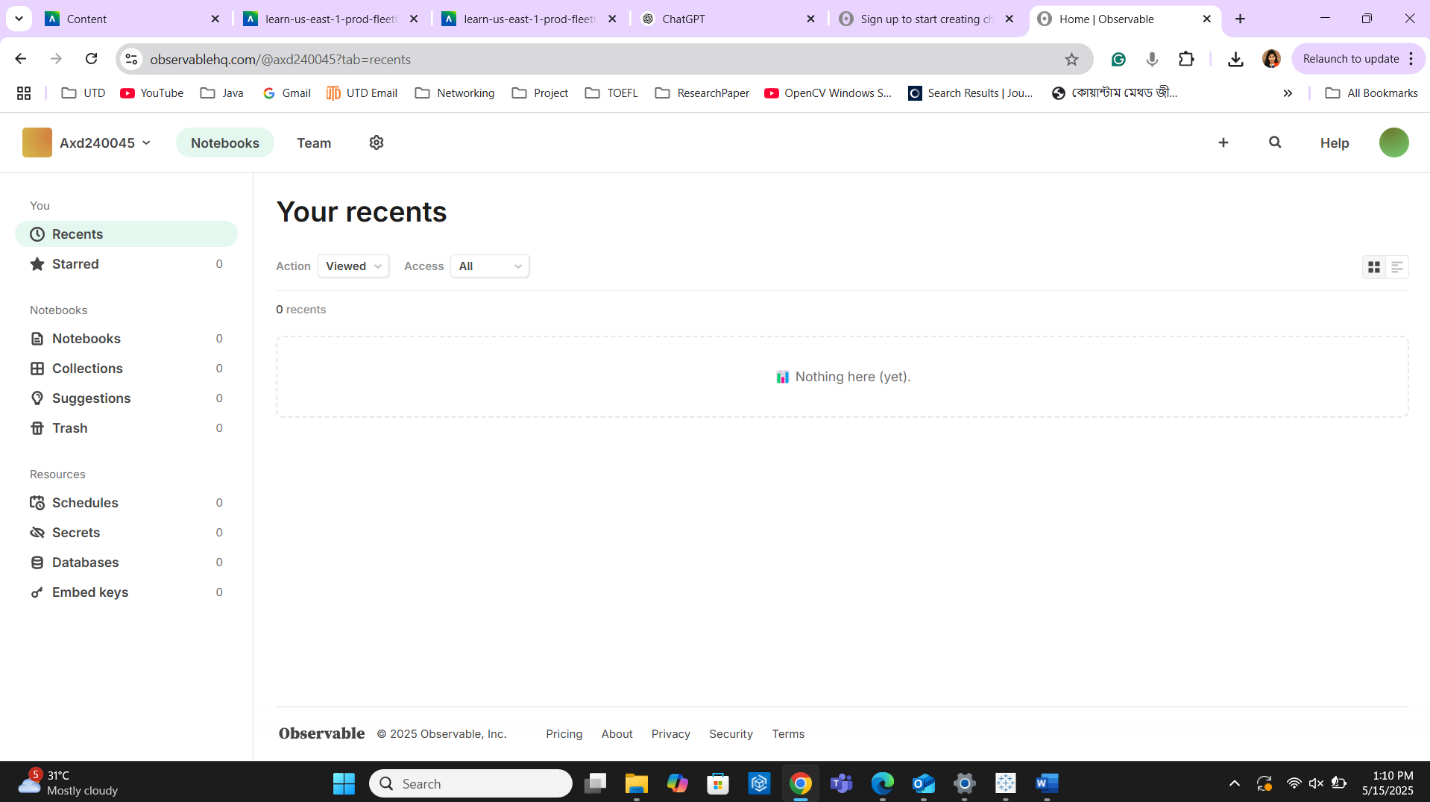 Content
learn-us-east-1-prod-fleet
learn-us-east-1-prod-fleet
ChatGPT
Sign up to start creating ch
Home | Observable
observablehq.com/@axd240045?tab=recents
Relaunch to update
UTD
YouTube
Java
Gmail
UTD Email
Networking
Project
TOEFL
ResearchPaper
OpenCV Windows S...
Search Results | Jou...
কোয়ান্টাম মেথড জী...
All Bookmarks
Axd240045
Notebooks
Team
Help
You
Recents
Starred 0
Notebooks
Notebooks 0
Collections 0
Suggestions 0
Trash 0
Resources
Schedules 0
Secrets 0
Databases 0
Embed keys 0
Your recents
Action Viewed Access All
0 recents
Nothing here (yet).
Observable © 2025 Observable, Inc. Pricing About Privacy Security Terms
5
31°C
Mostly cloudy
Search
1:10 PM
5/15/2025